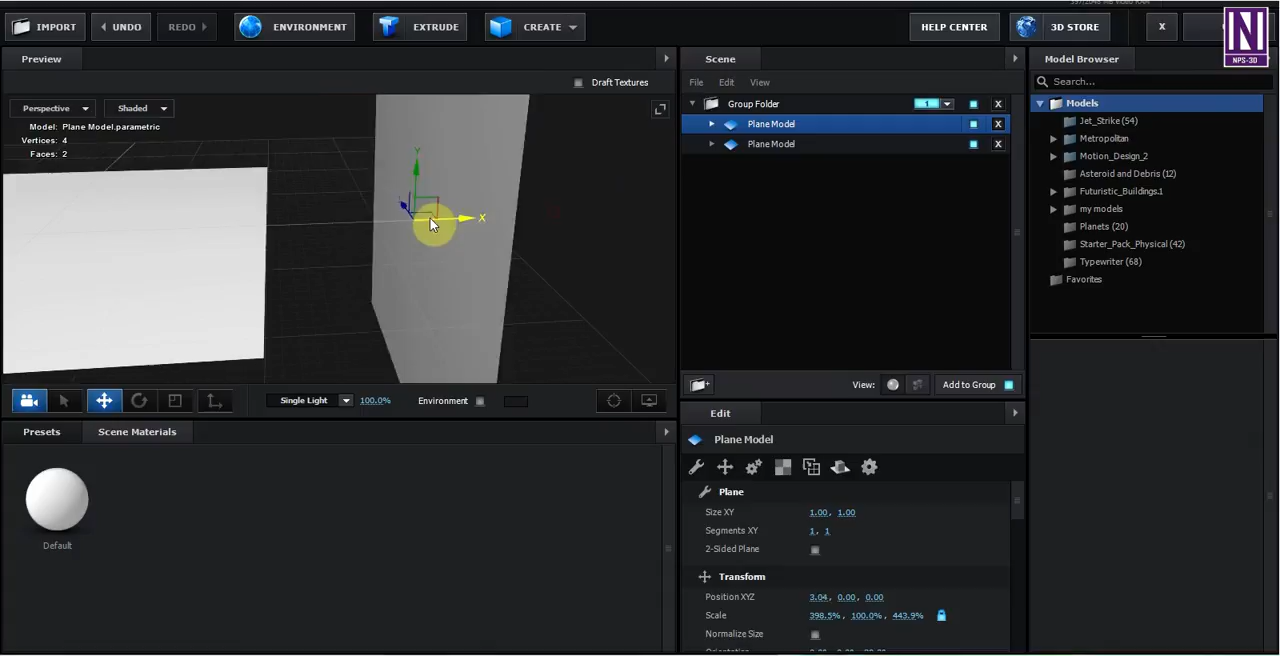 IMPORT
UNDO
REDO
ENVIRONMENT
EXTRUDE
CREATE
HELP CENTER
3D STORE
X
N
NPS-3D
Preview
Scene
Model Browser
Draft Textures
File
Edit
View
Search...
Perspective
Shaded
Group Folder
1
X
Models
Model: Plane Model.parametric
Plane Model
X
Jet_Strike (54)
Vertices: 4
Metropolitan
Faces: 2
Y
Plane Model
X
Motion_Design_2
Asteroid and Debris (12)
Futuristic_Buildings.1
my models
X
Planets (20)
Starter_Pack_Physical (42)
Typewriter (68)
Favorites
View:
Add to Group
Single Light
100.0%
Environment
Edit
Presets
Scene Materials
Plane Model
Plane
Size XY
1.00, 1.00
Segments XY
1, 1
2-Sided Plane
Default
Transform
Position XYZ
3.04, 0.00, 0.00
Scale
398.5%, 100.0%, 443.9%
Normalize Size